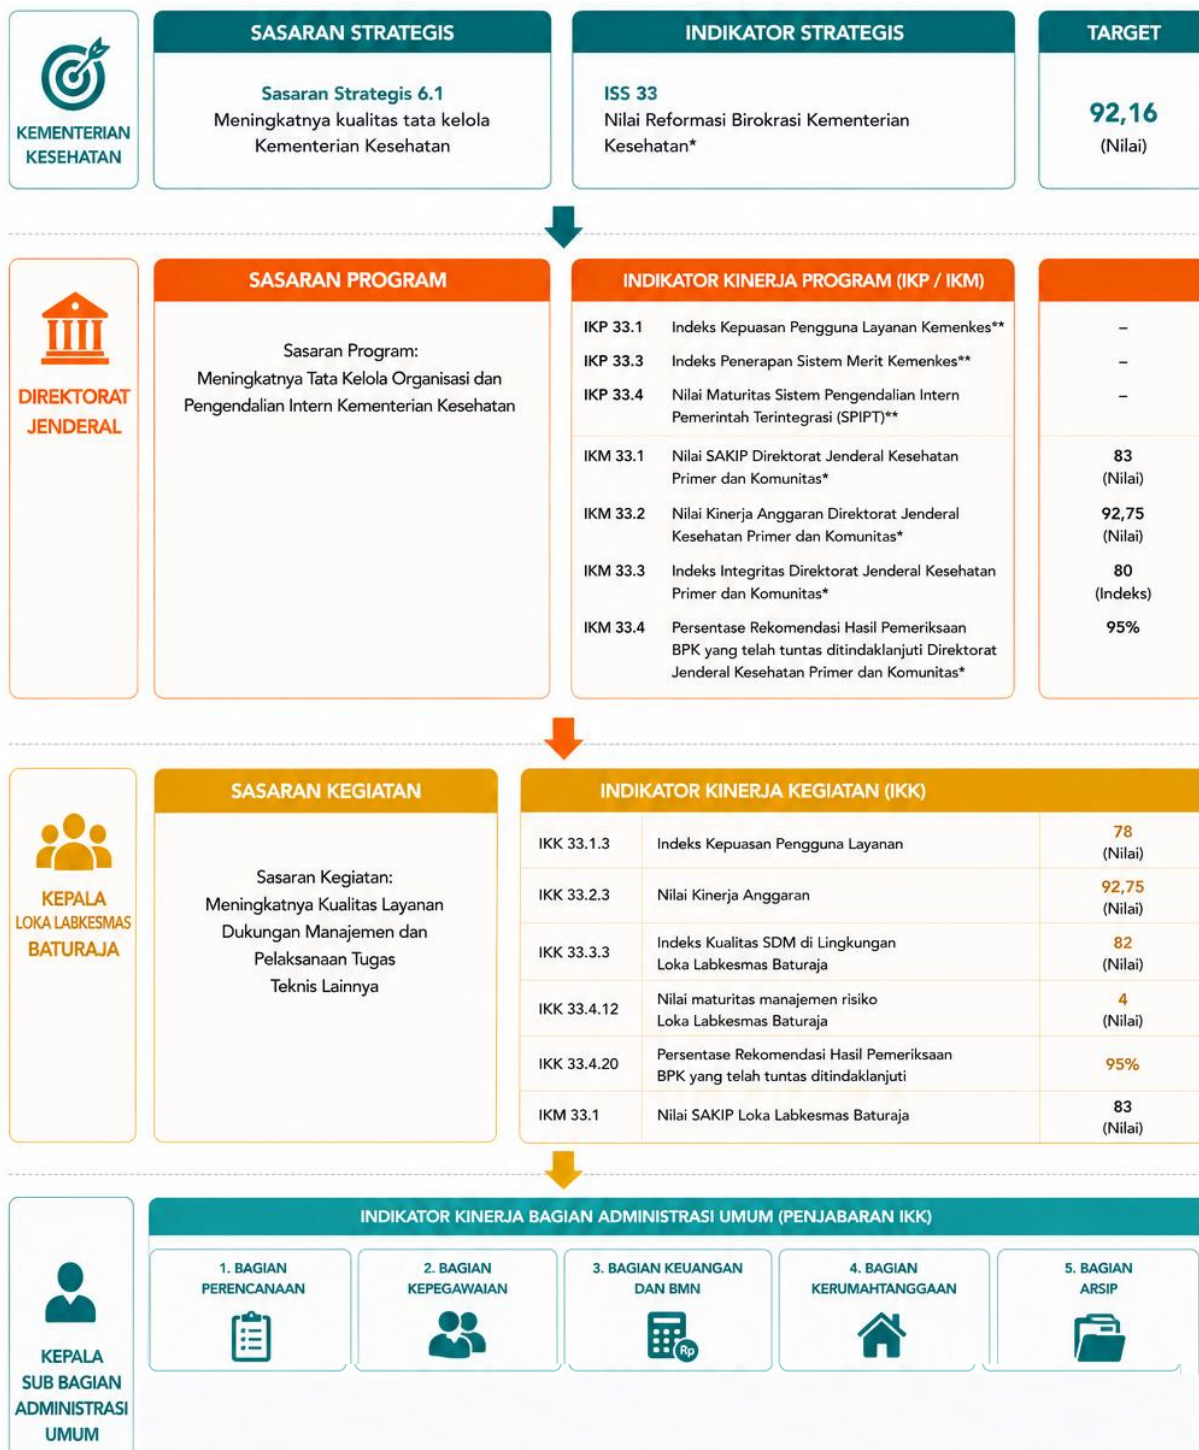 KEMENTERIAN
KESEHATAN
SASARAN STRATEGIS
Sasaran Strategis 6.1
Meningkatnya kualitas tata kelola
Kementerian Kesehatan
INDIKATOR STRATEGIS
ISS 33
Nilai Reformasi Birokrasi Kementerian
Kesehatan*
TARGET
92,16
(Nilai)
DIREKTORAT
JENDERAL
SASARAN PROGRAM
Sasaran Program:
Meningkatnya Tata Kelola Organisasi dan
Pengendalian Intern Kementerian Kesehatan
INDIKATOR KINERJA PROGRAM (IKP / IKM)
IKP 33.1 Indeks Kepuasan Pengguna Layanan Kemenkes** –
IKP 33.3 Indeks Penerapan Sistem Merit Kemenkes** –
IKP 33.4 Nilai Maturitas Sistem Pengendalian Intern –
Pemerintah Terintegrasi (SPIPT)**
IKM 33.1 Nilai SAKIP Direktorat Jenderal Kesehatan 83
Primer dan Komunitas* (Nilai)
IKM 33.2 Nilai Kinerja Anggaran Direktorat Jenderal 92,75
Kesehatan Primer dan Komunitas* (Nilai)
IKM 33.3 Indeks Integritas Direktorat Jenderal Kesehatan 80
Primer dan Komunitas* (Indeks)
IKM 33.4 Persentase Rekomendasi Hasil Pemeriksaan 95%
BPK yang telah tuntas ditindaklanjuti Direktorat
Jenderal Kesehatan Primer dan Komunitas*
KEPALA
LOKA LABKESMAS
BATURAJA
SASARAN KEGIATAN
Sasaran Kegiatan:
Meningkatnya Kualitas Layanan
Dukungan Manajemen dan
Pelaksanaan Tugas
Teknis Lainnya
INDIKATOR KINERJA KEGIATAN (IKK)
IKK 33.1.3 Indeks Kepuasan Pengguna Layanan 78
(Nilai)
IKK 33.2.3 Nilai Kinerja Anggaran 92,75
(Nilai)
IKK 33.3.3 Indeks Kualitas SDM di Lingkungan 82
Loka Labkesmas Baturaja (Nilai)
IKK 33.4.12 Nilai maturitas manajemen risiko 4
Loka Labkesmas Baturaja (Nilai)
IKK 33.4.20 Persentase Rekomendasi Hasil Pemeriksaan 95%
BPK yang telah tuntas ditindaklanjuti
IKM 33.1 Nilai SAKIP Loka Labkesmas Baturaja 83
(Nilai)
KEPALA
SUB BAGIAN
ADMINISTRASI
UMUM
INDIKATOR KINERJA BAGIAN ADMINISTRASI UMUM (PENJABARAN IKK)
1. BAGIAN
PERENCANAAN
2. BAGIAN
KEPEGAWAIAN
3. BAGIAN KEUANGAN
DAN BMN
Rp
4. BAGIAN
KERUMAHTANGGAAN
5. BAGIAN
ARSIP